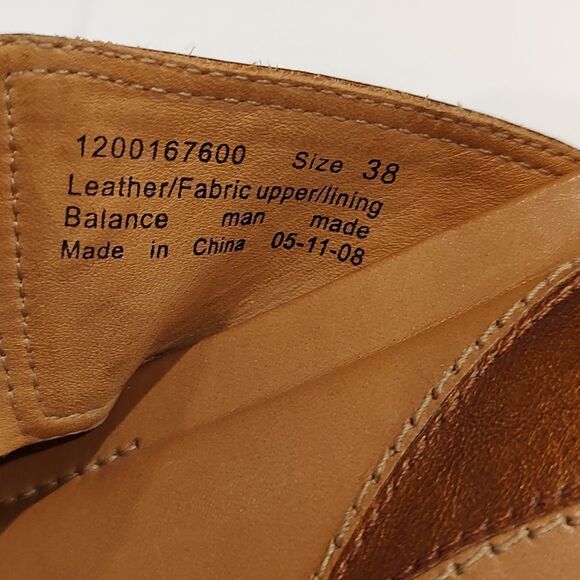 1200167600 Size 38
Leather/Fabric upper/lining
Balance man made
Made in China 05-11-08